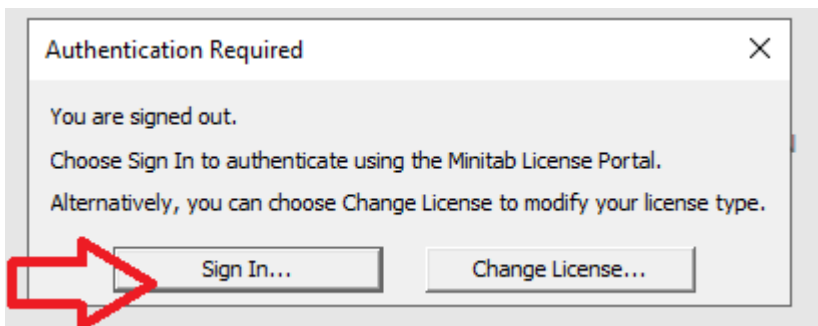 Authentication Required
You are signed out.
Choose Sign In to authenticate using the Minitab License Portal.
Alternatively, you can choose Change License to modify your license type.
Sign In... Change License...